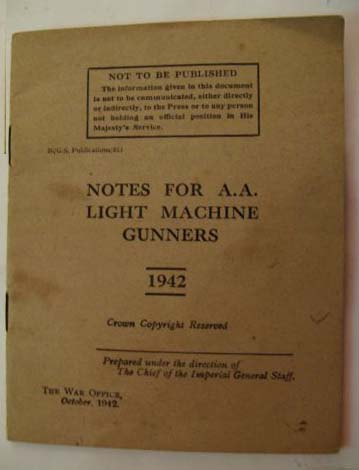 NOT TO BE PUBLISHED
The information given in this document
is not to be communicated, either directly
or indirectly, to the Press or to any person
not holding an official position in His
Majesty's Service.
Publications
NOTES FOR A.A.
LIGHT MACHINE
GUNNERS
1942
Crown Copyright Reserved
Prepared under the direction of
The Chief of the Imperial General Staff.
THE WAR OFFICE,
October, 1942.